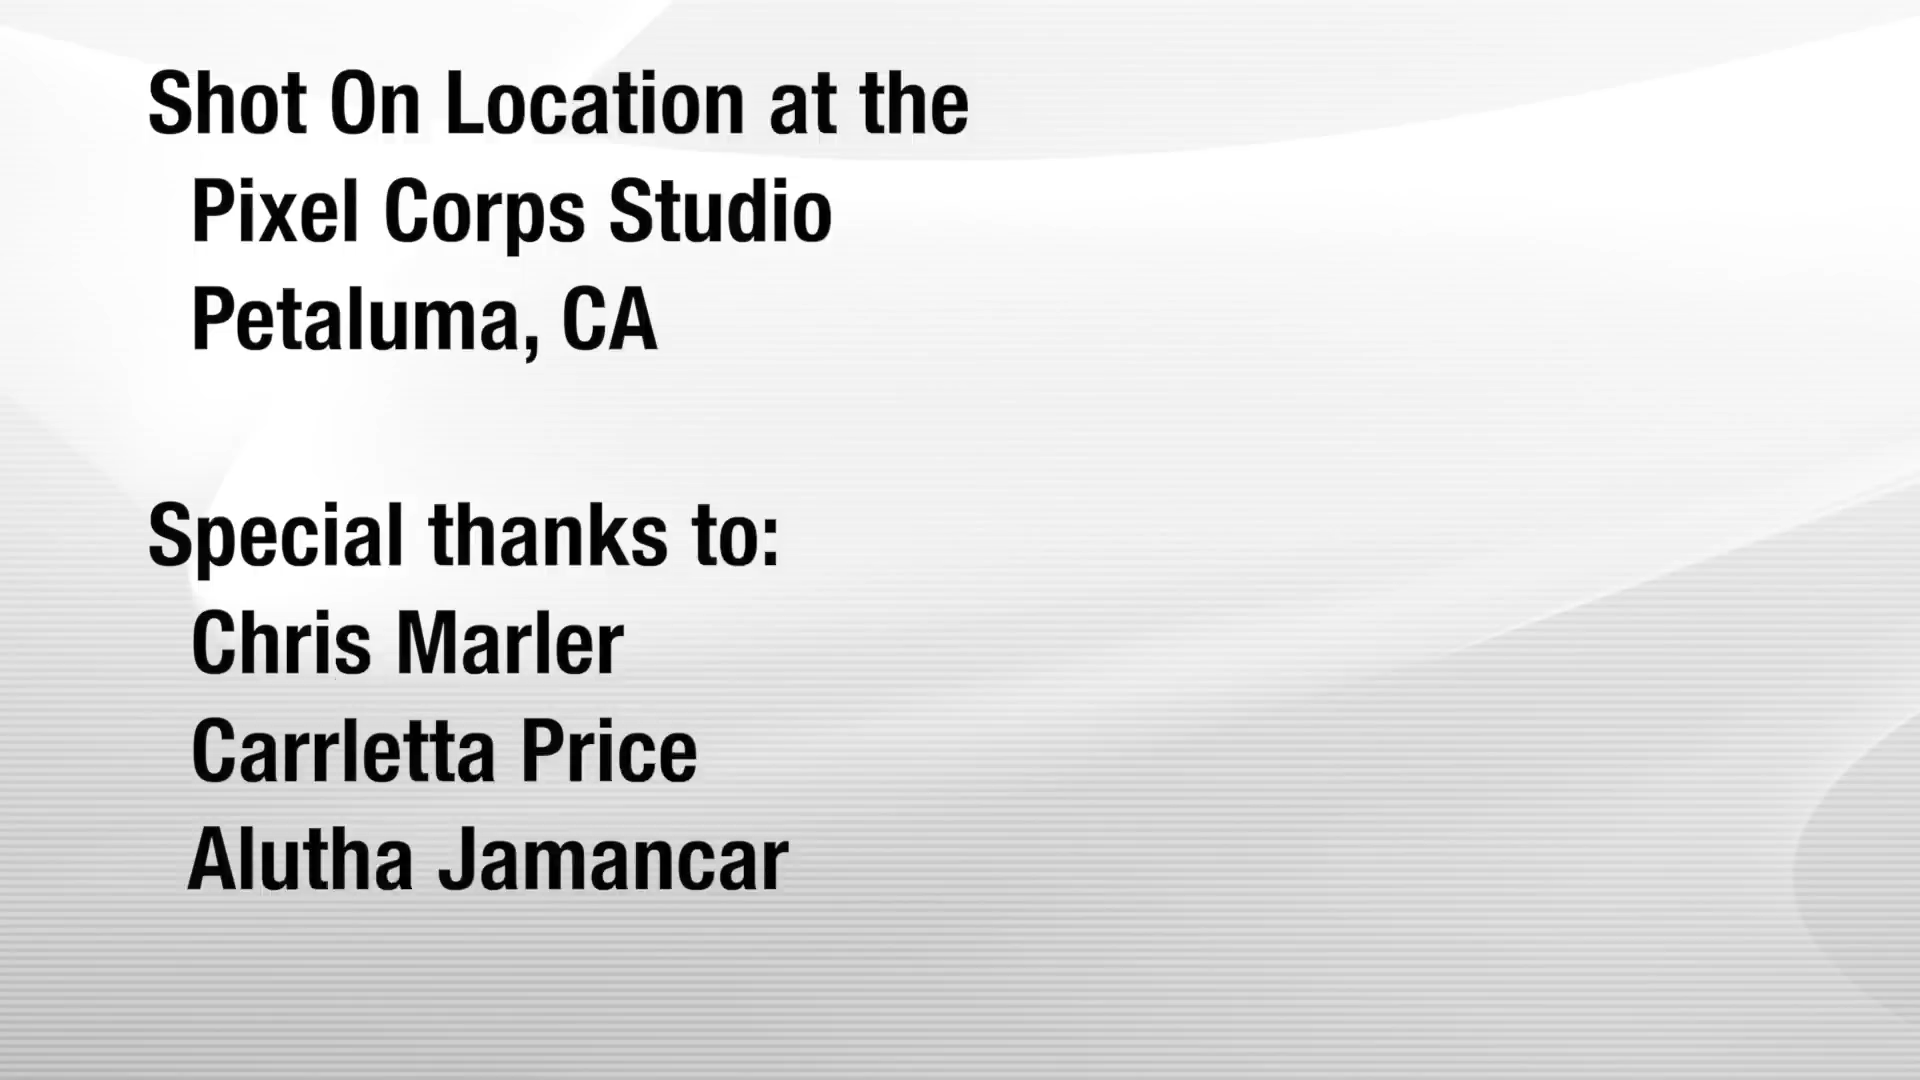 Shot On Location at the
Pixel Corps Studio
Petaluma, CA
Special thanks to:
Chris Marler
Carrletta Price
Alutha Jamancar